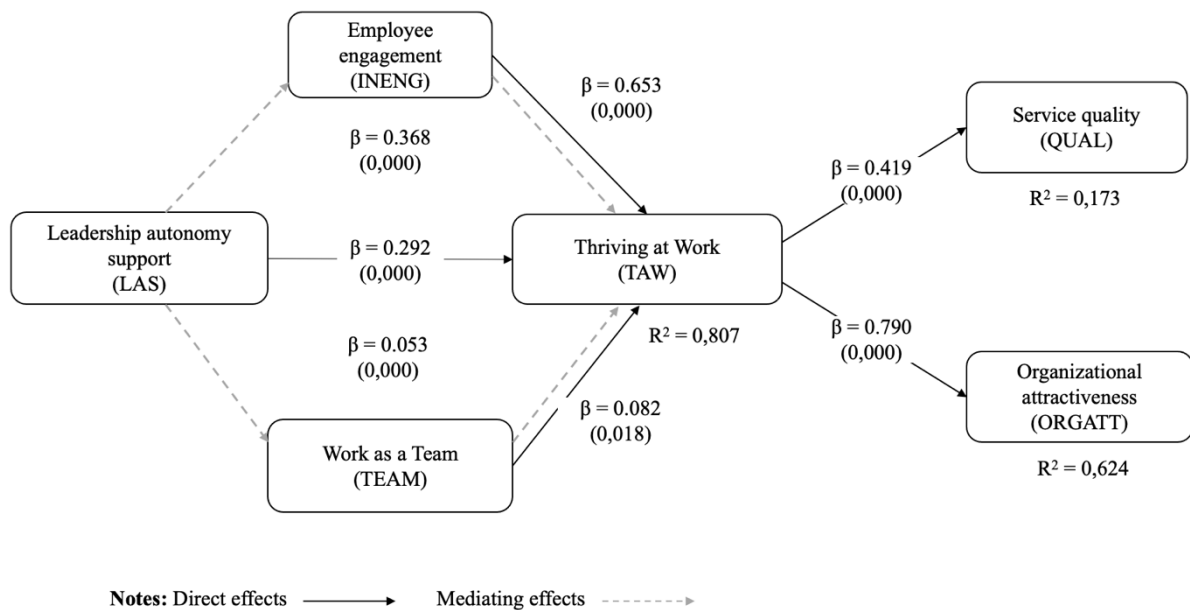 Employee
engagement
(INENG)
β = 0.653
(0,000)
Service quality
(QUAL)
β = 0.368
(0,000)
β = 0.419
(0,000)
R² = 0,173
Leadership autonomy
support
(LAS)
β = 0.292
(0,000)
Thriving at Work
(TAW)
β = 0.053
(0,000)
R² = 0,807
β = 0.790
(0,000)
Organizational
attractiveness
(ORGATT)
β = 0.082
(0,018)
Work as a Team
(TEAM)
R² = 0,624
Notes: Direct effects Mediating effects